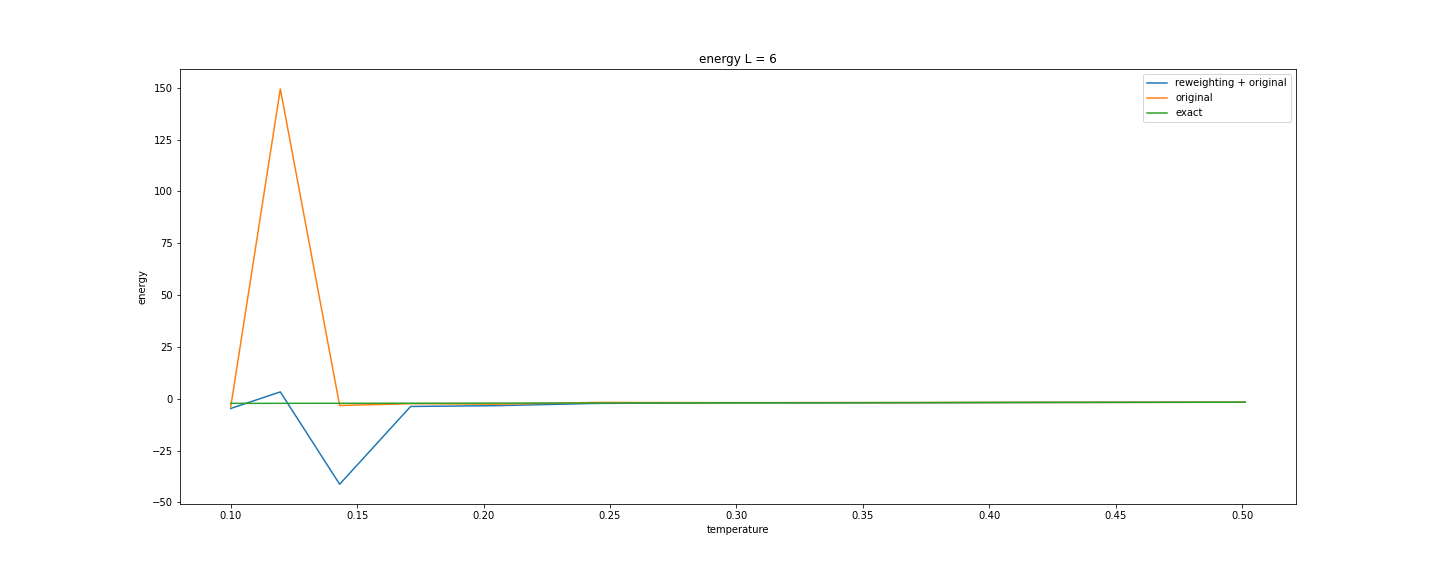 energy L = 6
reweighting + original
original
exact
150
125
100
75
50
25
0
−25
−50
energy
0.10 0.15 0.20 0.25 0.30 0.35 0.40 0.45 0.50
temperature